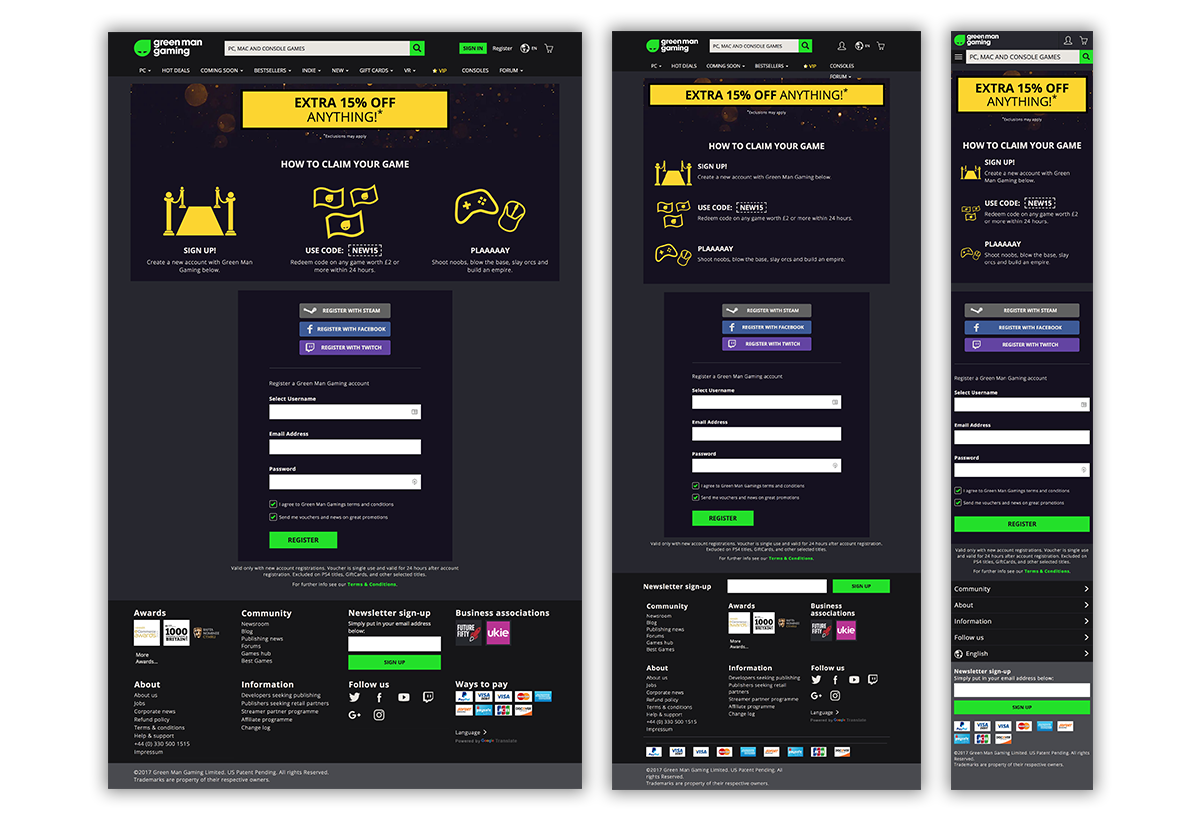 green man
gaming
PC, MAC AND CONSOLE GAMES
SIGN IN
Register
EN
PC
HOT DEALS
COMING SOON
BESTSELLERS
INDIE
NEW
GIFT CARDS
VR
VIP
CONSOLES
FORUM
EXTRA 15% OFF
ANYTHING!*
*Exclusions may apply
HOW TO CLAIM YOUR GAME
SIGN UP!
Create a new account with Green Man
Gaming below.
USE CODE: NEW15
Redeem code on any game worth £2 or
more within 24 hours.
PLAAAAAY
Shoot noobs, blow the base, slay orcs and
build an empire.
REGISTER WITH STEAM
REGISTER WITH FACEBOOK
REGISTER WITH TWITCH
Register a Green Man Gaming account
Select Username
Email Address
Password
I agree to Green Man Gamings terms and conditions
Send me vouchers and news on great promotions
REGISTER
Valid only with new account registrations. Voucher is single use and valid for 24 hours after account
registration. Excluded on PS4 titles, GiftCards, and other selected titles.
For further info see our Terms & Conditions.
Awards
1000
BRITAIN
More
Awards...
Community
Newsroom
Blog
Publishing news
Forums
Games hub
Best Games
Newsletter sign-up
Simply put in your email address
below:
SIGN UP
Business associations
FUTURE
FIFTY
ukie
About
About us
Jobs
Corporate news
Refund policy
Terms & conditions
Help & support
+44 (0) 330 500 1515
Impressum
Information
Developers seeking publishing
Publishers seeking retail partners
Streamer partner programme
Affiliate programme
Change log
Follow us
Ways to pay
Language
Powered by Google Translate
©2017 Green Man Gaming Limited. US Patent Pending. All rights Reserved.
Trademarks are property of their respective owners.
green man
gaming
PC, MAC AND CONSOLE GAMES
EN
PC
HOT DEALS
COMING SOON
BESTSELLERS
VIP
CONSOLES
FORUM
EXTRA 15% OFF ANYTHING!*
*Exclusions may apply
HOW TO CLAIM YOUR GAME
SIGN UP!
Create a new account with Green Man Gaming below.
USE CODE: NEW15
Redeem code on any game worth £2 or more within 24 hours.
PLAAAAAY
Shoot noobs, blow the base, slay orcs and build an empire.
REGISTER WITH STEAM
REGISTER WITH FACEBOOK
REGISTER WITH TWITCH
Register a Green Man Gaming account
Select Username
Email Address
Password
I agree to Green Man Gamings terms and conditions
Send me vouchers and news on great promotions
REGISTER
Valid only with new account registrations. Voucher is single use and valid for 24 hours after account registration.
Excluded on PS4 titles, GiftCards, and other selected titles.
For further info see our Terms & Conditions.
Newsletter sign-up
SIGN UP
Community
Newsroom
Blog
Publishing news
Forums
Games hub
Best Games
Awards
1000
More
Awards...
Business
associations
FUTURE
FIFTY
ukie
About
About us
Jobs
Corporate news
Refund policy
Terms & conditions
Help & support
+44 (0) 330 500 1515
Impressum
Information
Developers seeking publishing
Publishers seeking retail
partners
Streamer partner programme
Affiliate programme
Change log
Follow us
Language
Powered by Google Translate
©2017 Green Man Gaming Limited. US Patent Pending. All
rights Reserved.
Trademarks are property of their respective owners.
green man
gaming
PC, MAC AND CONSOLE GAMES
EXTRA 15% OFF
ANYTHING!*
*Exclusions may apply
HOW TO CLAIM YOUR GAME
SIGN UP!
Create a new account with Green
Man Gaming below.
USE CODE: NEW15
Redeem code on any game worth £2
or more within 24 hours.
PLAAAAAY
Shoot noobs, blow the base, slay
orcs and build an empire.
REGISTER WITH STEAM
REGISTER WITH FACEBOOK
REGISTER WITH TWITCH
Register a Green Man Gaming account
Select Username
Email Address
Password
I agree to Green Man Gamings terms and conditions
Send me vouchers and news on great promotions
REGISTER
Valid only with new account registrations. Voucher is single use
and valid for 24 hours after account registration. Excluded on PS4
titles, GiftCards, and other selected titles.
For further info see our Terms & Conditions.
Community
About
Information
Follow us
English
Newsletter sign-up
Simply put in your email address below:
SIGN UP
©2017 Green Man Gaming Limited. US Patent Pending. All rights
Reserved.
Trademarks are property of their respective owners.